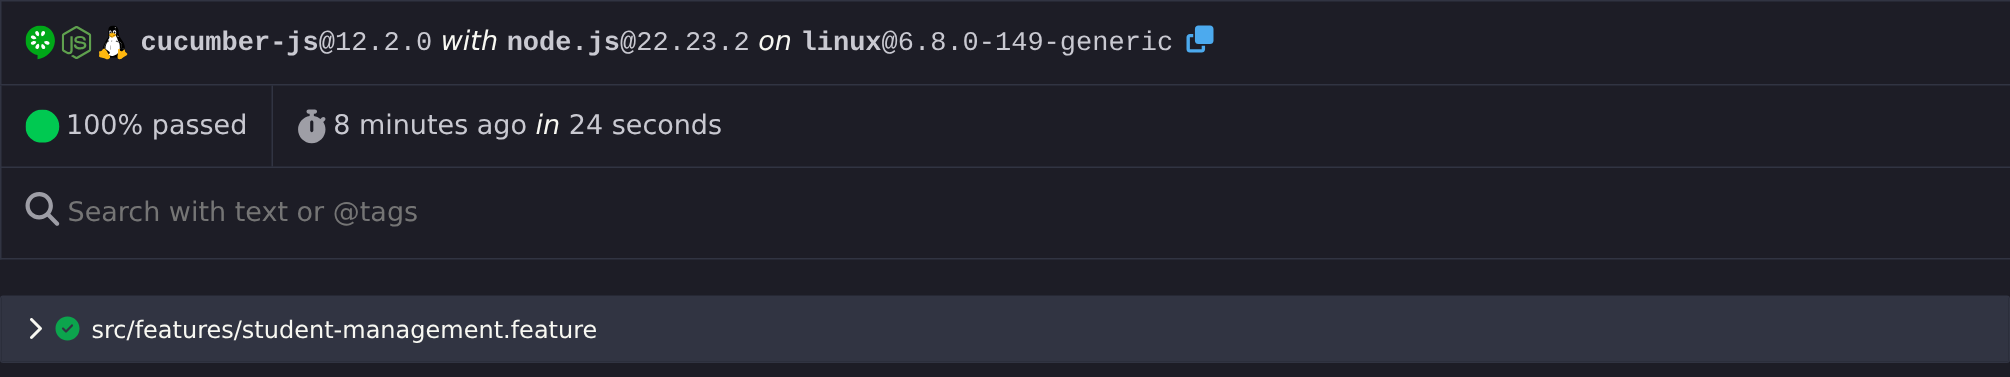 JS cucumber-js@12.2.0 with node.js@22.23.2 on linux@6.8.0-149-generic
100% passed 8 minutes ago in 24 seconds
Search with text or @tags
src/features/student-management.feature